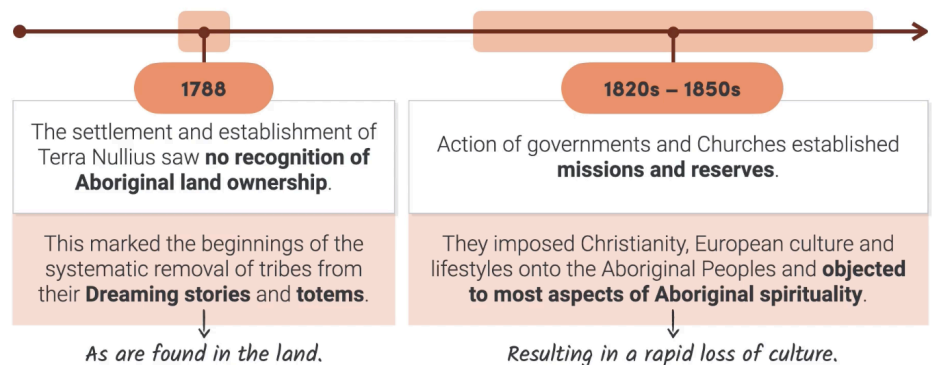 1788
The settlement and establishment of
Terra Nullius saw no recognition of
Aboriginal land ownership.
This marked the beginnings of the
systematic removal of tribes from
their Dreaming stories and totems.
As are found in the land.
1820s – 1850s
Action of governments and Churches established
missions and reserves.
They imposed Christianity, European culture and
lifestyles onto the Aboriginal Peoples and objected
to most aspects of Aboriginal spirituality.
Resulting in a rapid loss of culture.